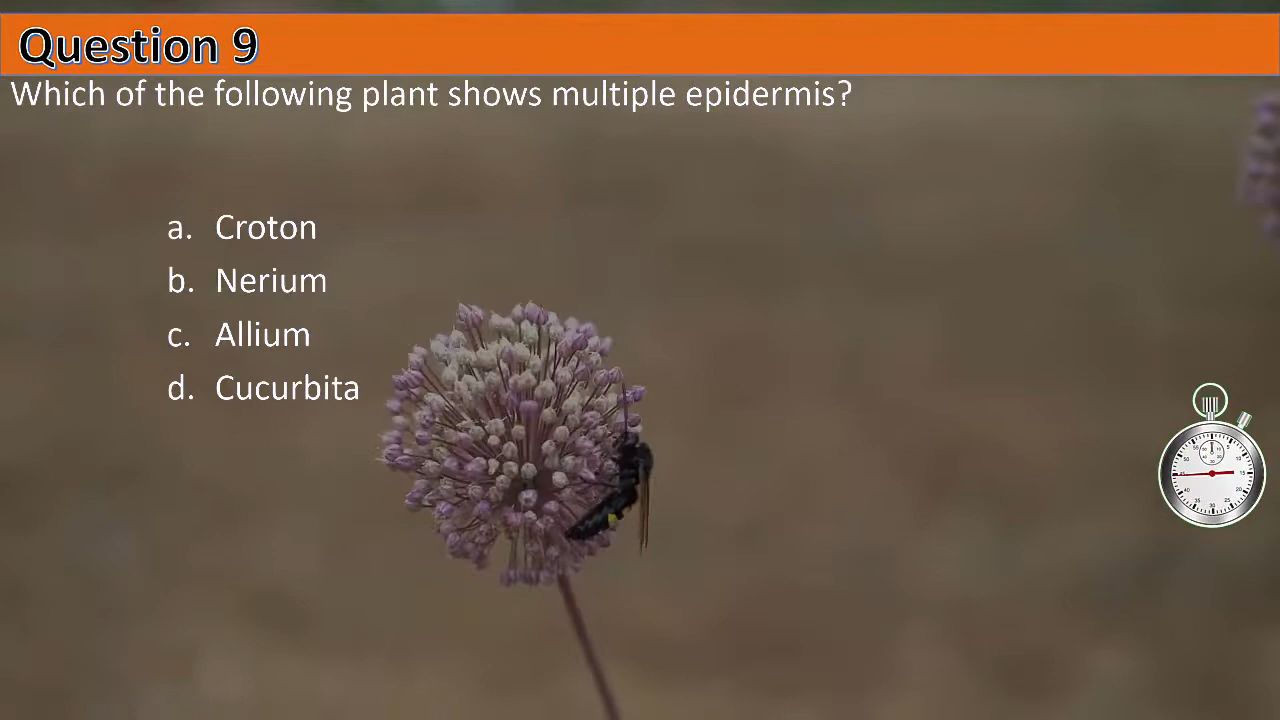 Question 9
Which of the following plant shows multiple epidermis?
a. Croton
b. Nerium
c. Allium
d. Cucurbita